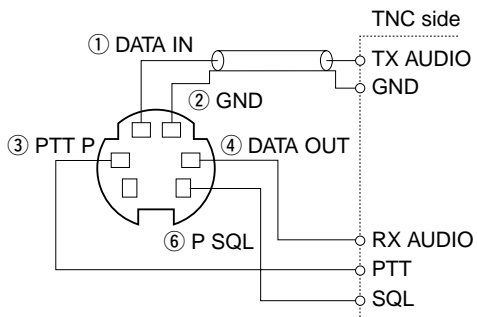 TNC side
① DATA IN
TX AUDIO
GND
② GND
③ PTT P
④ DATA OUT
⑥ P SQL
RX AUDIO
PTT
SQL